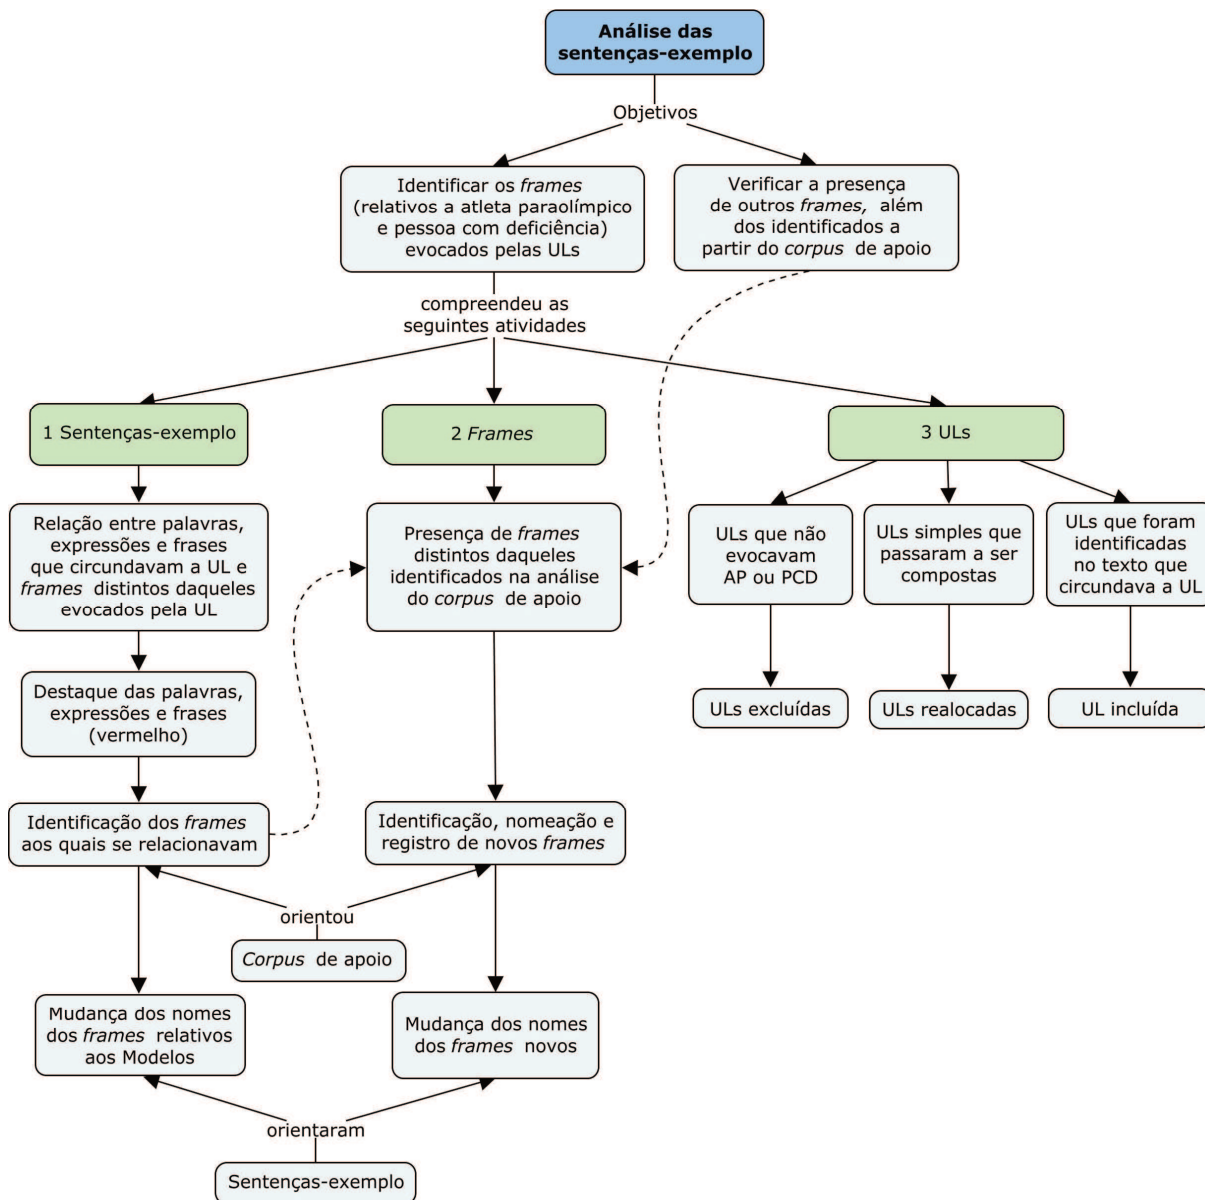 Análise das
sentenças-exemplo
Objetivos
Identificar os frames
(relativos a atleta paraolímpico
e pessoa com deficiência)
evocados pelas ULs
Verificar a presença
de outros frames, além
dos identificados a
partir do corpus de apoio
compreendeu as
seguintes atividades
1 Sentenças-exemplo
2 Frames
3 ULs
Relação entre palavras,
expressões e frases
que circundavam a UL e
frames distintos daqueles
evocados pela UL
Presença de frames
distintos daqueles
identificados na análise
do corpus de apoio
ULs que não
evocavam
AP ou PCD
ULs simples que
passaram a ser
compostas
ULs que foram
identificadas
no texto que
circundava a UL
Destaque das palavras,
expressões e frases
(vermelho)
ULs excluídas
ULs realocadas
UL incluída
Identificação dos frames
aos quais se relacionavam
Identificação, nomeação e
registro de novos frames
orientou
Corpus de apoio
Mudança dos nomes
dos frames relativos
aos Modelos
Mudança dos nomes
dos frames novos
orientaram
Sentenças-exemplo